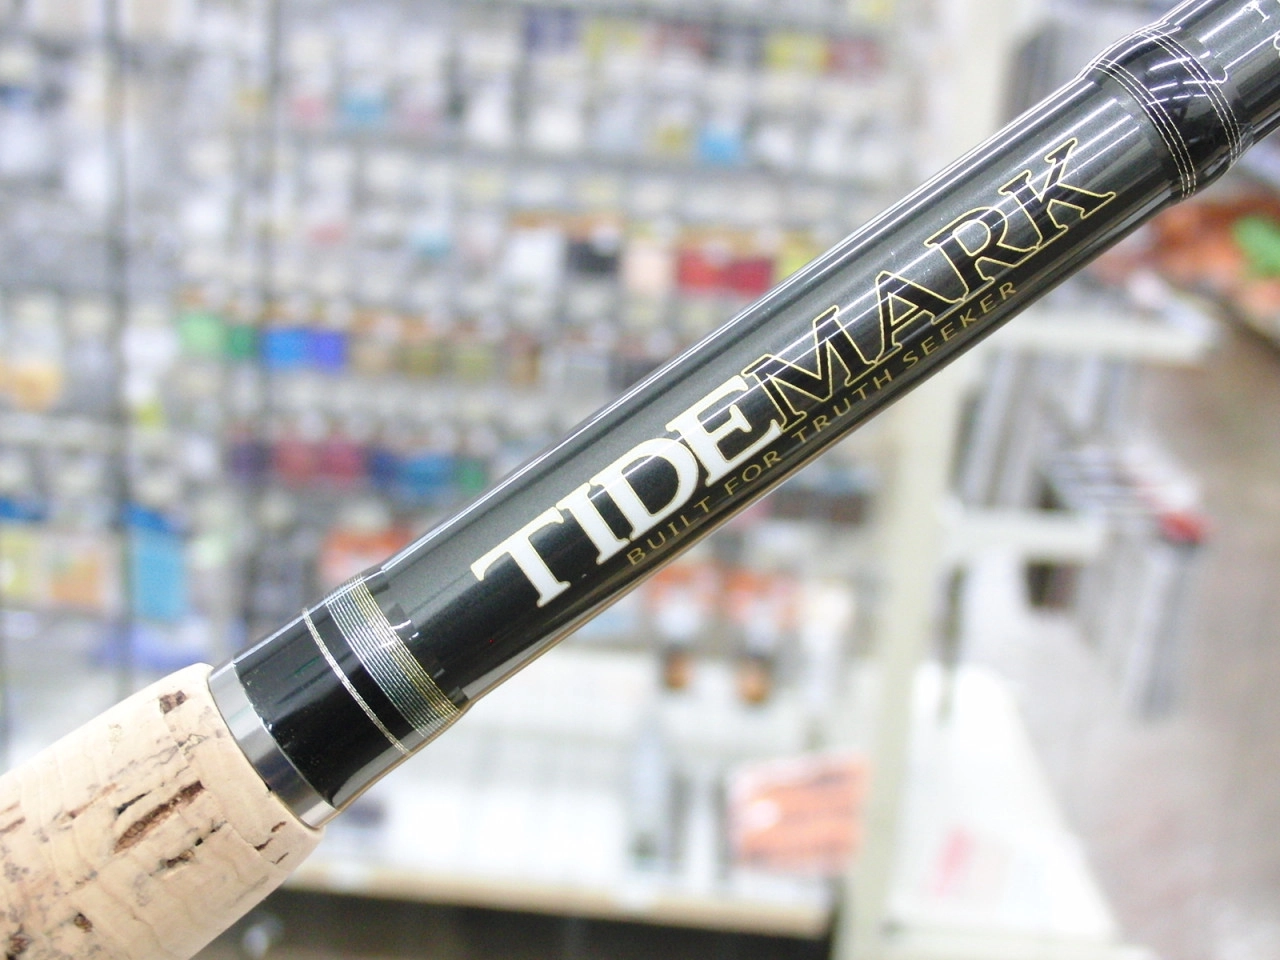 TIDEMARK
BUILT FOR TRUTH SEEKER